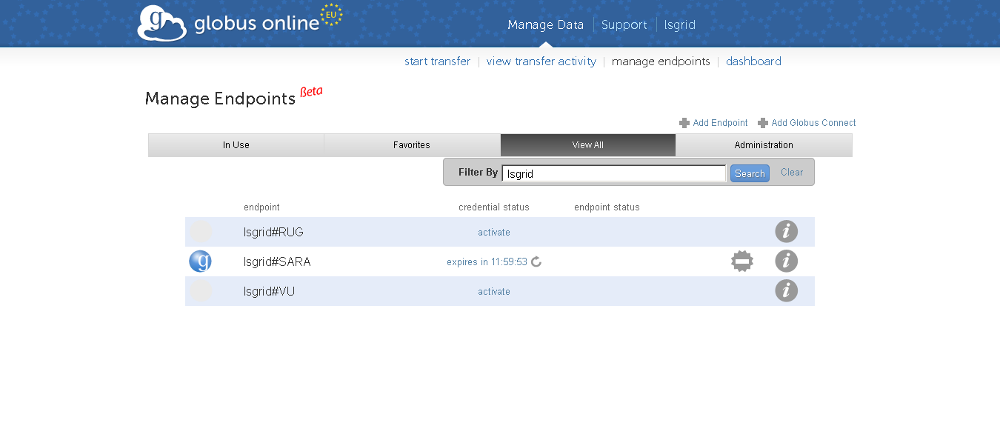 globus online EU
Manage Data Support lsgrid
start transfer view transfer activity manage endpoints dashboard
Manage Endpoints Beta
Add Endpoint Add Globus Connect
In Use Favorites View All Administration
Filter By lsgrid Search Clear
endpoint credential status endpoint status
lsgrid#RUG activate
lsgrid#SARA expires in 11:59:53
lsgrid#VU activate